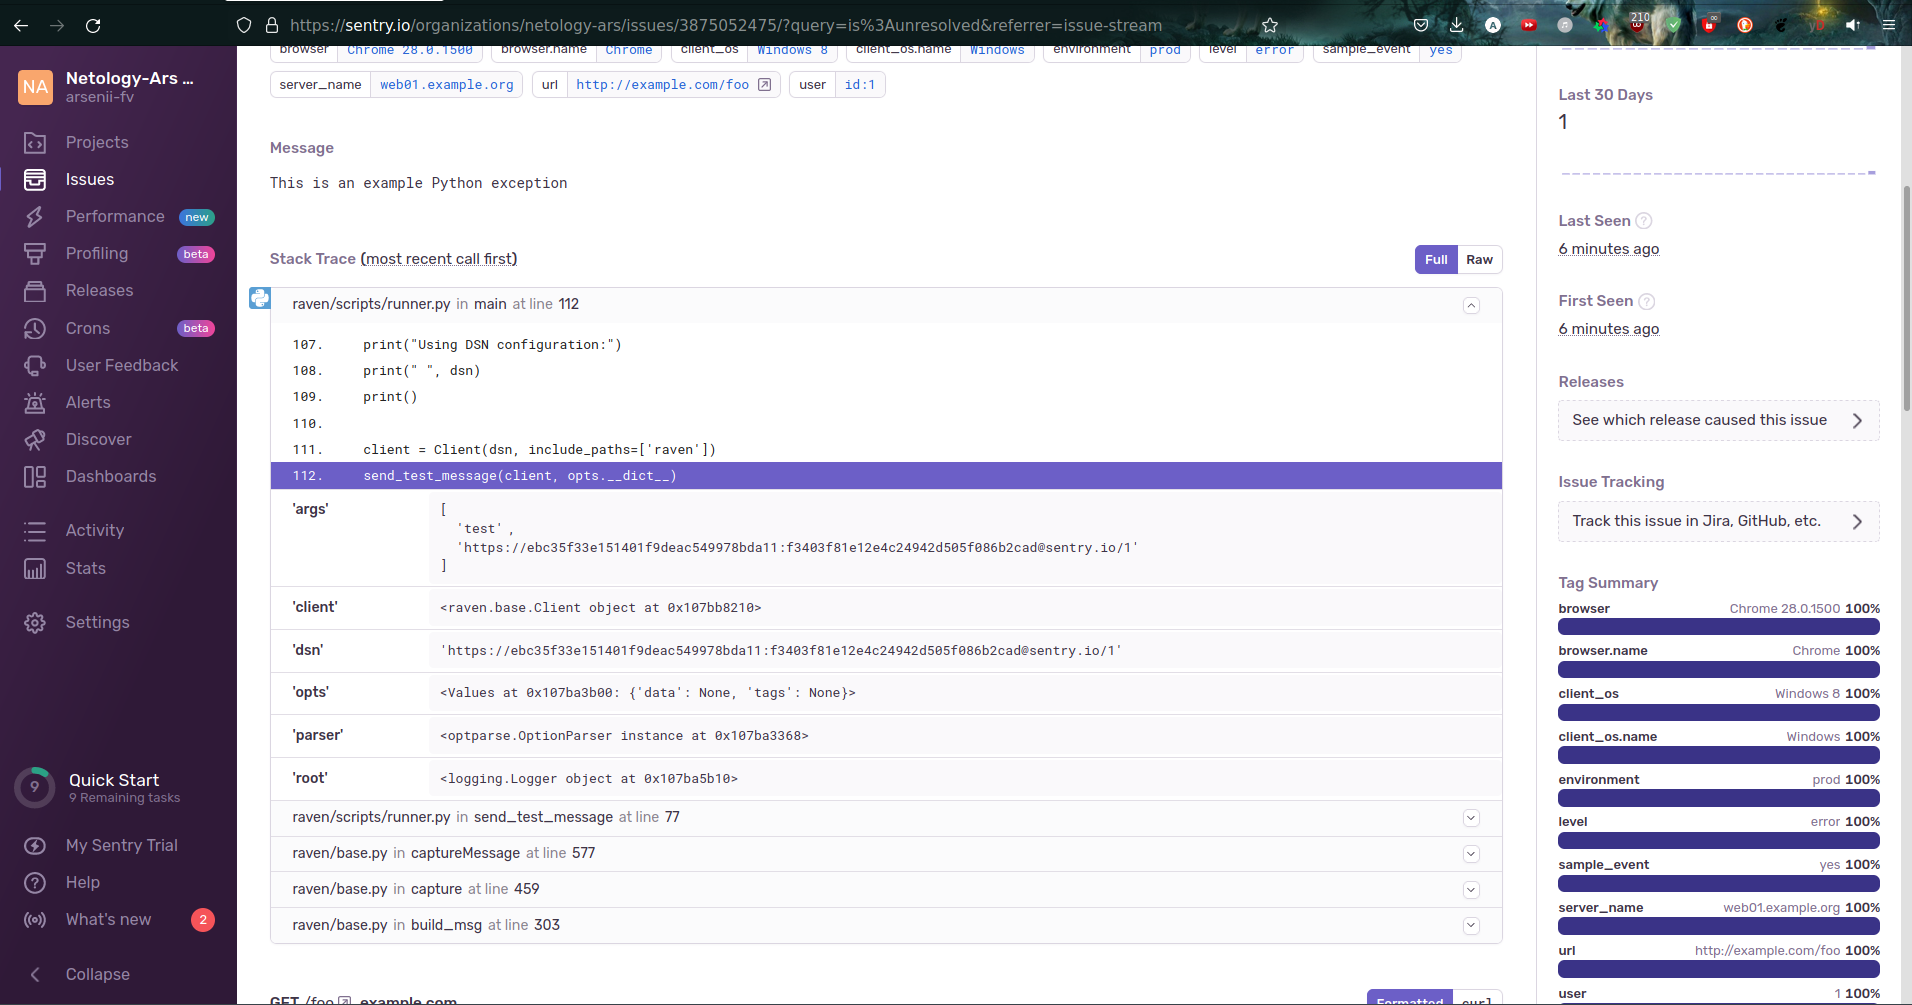 https://sentry.io/organizations/netology-ars/issues/3875052475/?query=is%3Aunresolved&referrer=issue-stream
210
NA
Netology-Ars ...
arsenii-fv
Projects
Issues
Performance new
Profiling beta
Releases
Crons beta
User Feedback
Alerts
Discover
Dashboards
Activity
Stats
Settings
9
Quick Start
9 Remaining tasks
My Sentry Trial
Help
What's new 2
Collapse
browser Chrome 28.0.1500 browser.name Chrome client_os Windows 8 client_os.name Windows environment prod level error sample_event yes
server_name web01.example.org url http://example.com/foo user id:1
Message
This is an example Python exception
Stack Trace (most recent call first)
Full Raw
raven/scripts/runner.py in main at line 112
107. print("Using DSN configuration:")
108. print(" ", dsn)
109. print()
110.
111. client = Client(dsn, include_paths=['raven'])
112. send_test_message(client, opts.__dict__)
'args' [
'test' ,
'https://ebc35f33e151401f9deac549978bda11:f3403f81e12e4c24942d505f086b2cad@sentry.io/1'
]
'client' <raven.base.Client object at 0x107bb8210>
'dsn' 'https://ebc35f33e151401f9deac549978bda11:f3403f81e12e4c24942d505f086b2cad@sentry.io/1'
'opts' <Values at 0x107ba3b00: {'data': None, 'tags': None}>
'parser' <optparse.OptionParser instance at 0x107ba3368>
'root' <logging.Logger object at 0x107ba5b10>
raven/scripts/runner.py in send_test_message at line 77
raven/base.py in captureMessage at line 577
raven/base.py in capture at line 459
raven/base.py in build_msg at line 303
GET /foo example.com
Formatted curl
Last 30 Days
1
Last Seen ?
6 minutes ago
First Seen ?
6 minutes ago
Releases
See which release caused this issue
Issue Tracking
Track this issue in Jira, GitHub, etc.
Tag Summary
browser Chrome 28.0.1500 100%
browser.name Chrome 100%
client_os Windows 8 100%
client_os.name Windows 100%
environment prod 100%
level error 100%
sample_event yes 100%
server_name web01.example.org 100%
url http://example.com/foo 100%
user 1 100%